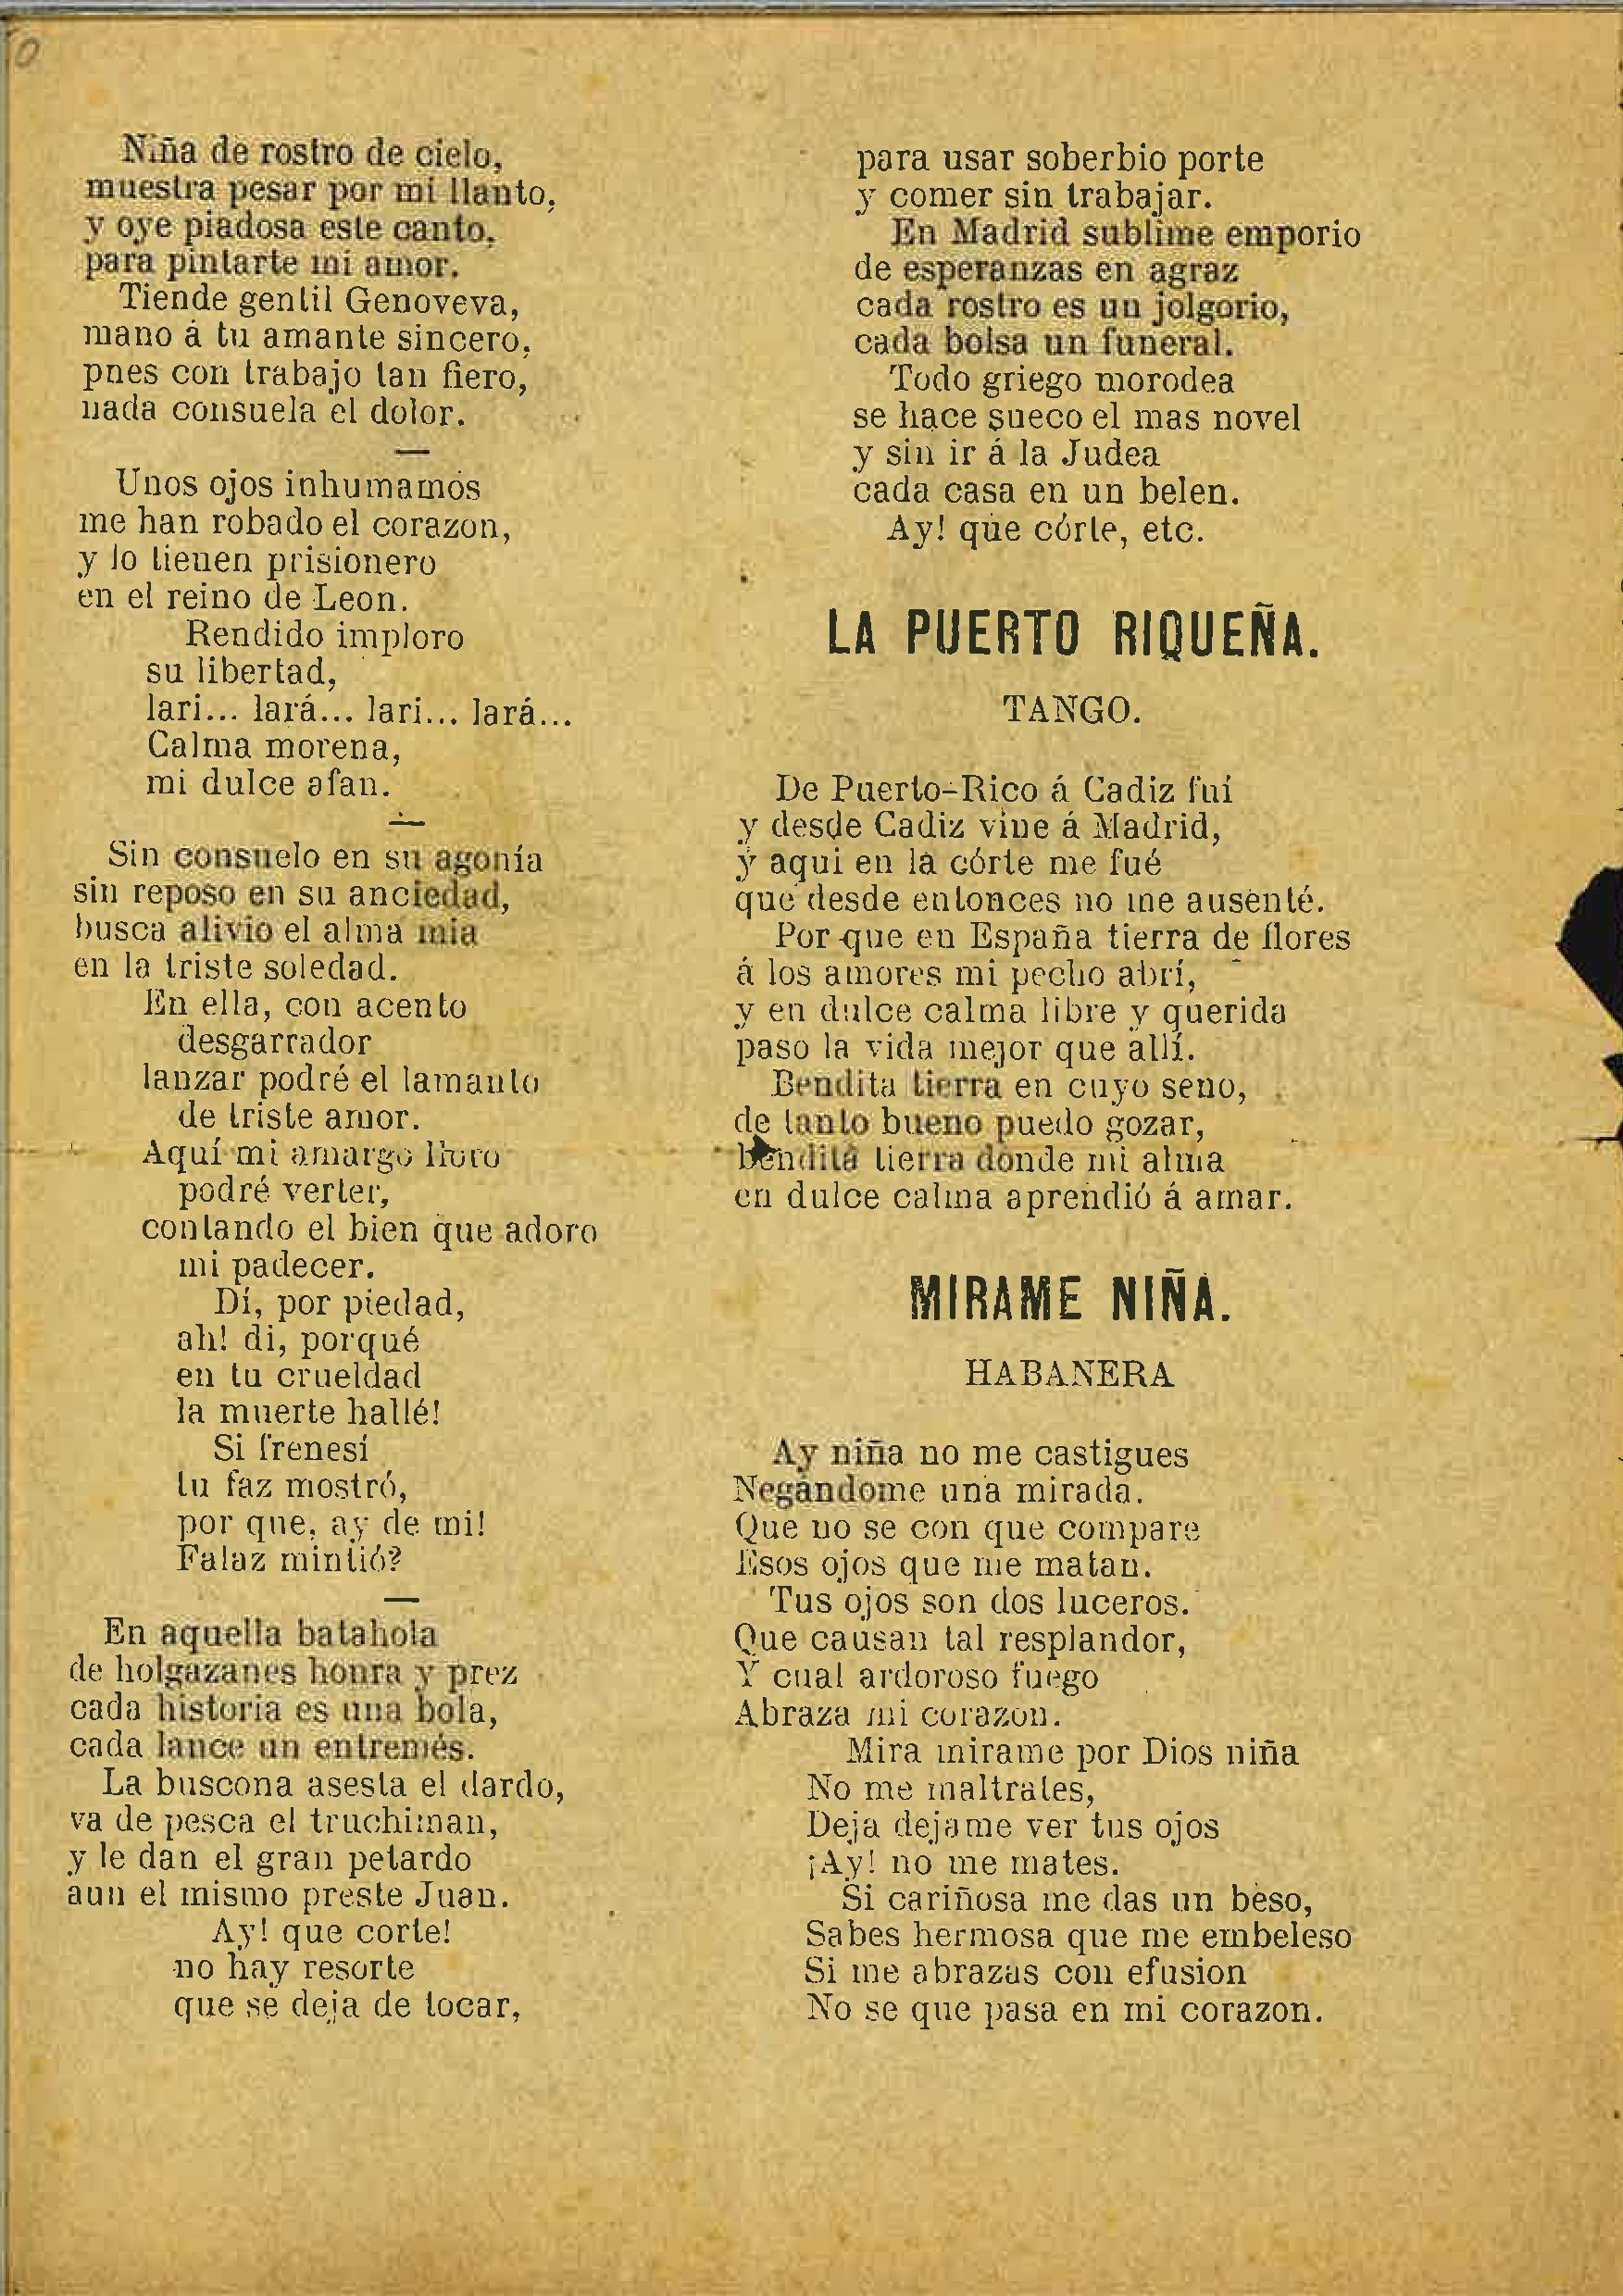 0
Niña de rostro de cielo,
muestra pesar por mi llanto,
y oye piadosa este canto,
para pintarte mi amor.
Tiende gentil Genoveva,
mano á tu amante sincero,
pnes con trabajo tan fiero,
nada consuela el dolor.
—
Unos ojos inhumamos
me han robado el corazon,
y lo tienen prisionero
en el reino de Leon.
Rendido imploro
su libertad,
lari... lará... lari... lará...
Calma morena,
mi dulce afan.
—
Sin consuelo en su agonía
sin reposo en su anciedad,
busca alivio el alma mia
en la triste soledad.
En ella, con acento
desgarrador
lanzar podré el lamanto
de triste amor.
Aquí mi amargo lloro
podré verter,
contando el bien que adoro
mi padecer.
Dí, por piedad,
ah! di, porqué
en tu crueldad
la muerte hallé!
Si frenesí
tu faz mostró,
por que, ay de mi!
Falaz mintió?
—
En aquella batahola
de holgazanes honra y prez
cada historia es una bola,
cada lance un entremés.
La buscona asesta el dardo,
va de pesca el truchiman,
y le dan el gran petardo
aun el mismo preste Juan.
Ay! que corte!
no hay resorte
que se deja de tocar,
para usar soberbio porte
y comer sin trabajar.
En Madrid sublime emporio
de esperanzas en agraz
cada rostro es un jolgorio,
cada bolsa un funeral.
Todo griego morodea
se hace sueco el mas novel
y sin ir á la Judea
cada casa en un belen.
Ay! que córte, etc.
LA PUERTO RIQUEÑA.
TANGO.
De Puerto-Rico á Cadiz fuí
y desde Cadiz vine á Madrid,
y aqui en la córte me fué
que desde entonces no me ausenté.
Por que en España tierra de flores
á los amores mi pecho abrí,
y en dulce calma libre y querida
paso la vida mejor que allí.
Bendita tierra en cuyo seno,
de tanto bueno puedo gozar,
bendita tierra donde mi alma
en dulce calma aprendió á amar.
MIRAME NIÑA.
HABANERA
Ay niña no me castigues
Negándome una mirada.
Que no se con que compare
Esos ojos que me matan.
Tus ojos son dos luceros.
Que causan tal resplandor,
Y cual ardoroso fuego
Abraza mi corazon.
Mira mirame por Dios niña
No me maltrates,
Deja dejame ver tus ojos
¡Ay! no me mates.
Si cariñosa me das un beso,
Sabes hermosa que me embeleso
Si me abrazas con efusion
No se que pasa en mi corazon.